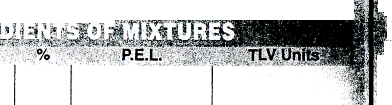 DIENTS OF MIXTURES
% P.E.L. TLV Units